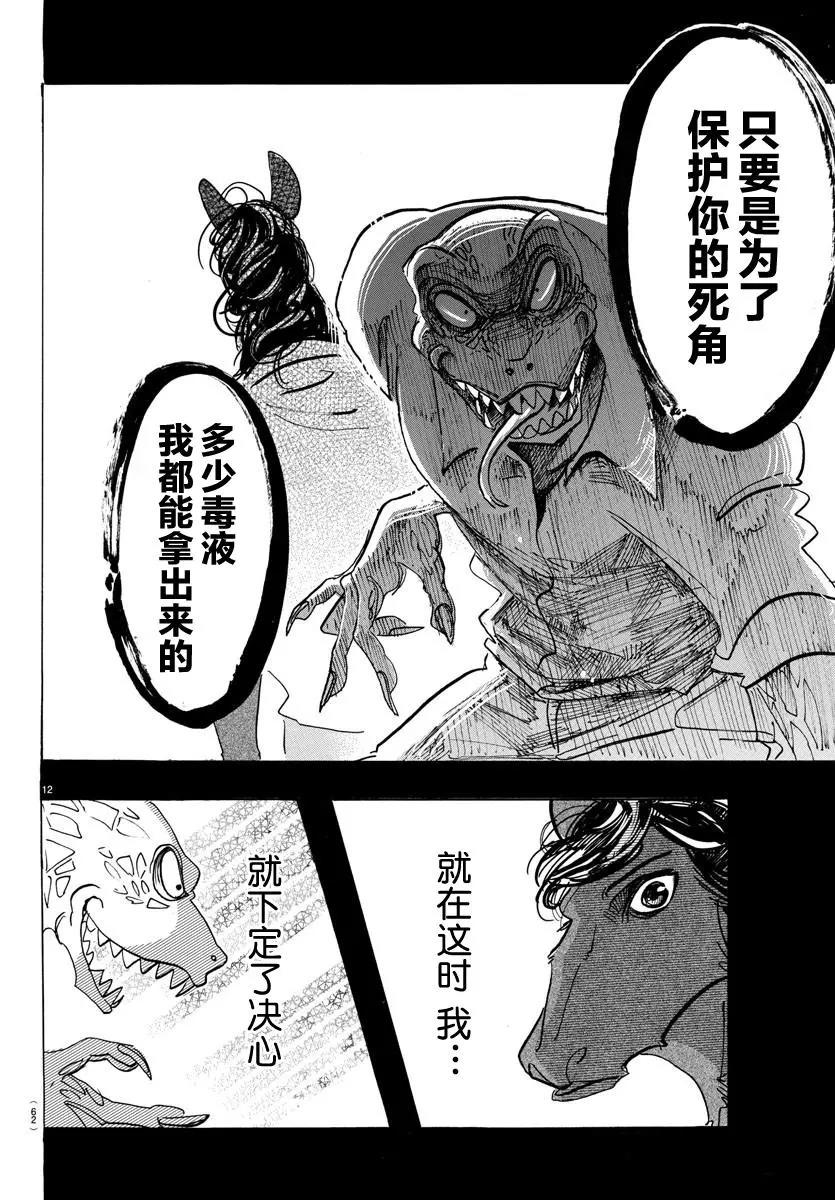 只要是为了
保护你的死角
多少毒液
我都能拿出来的
12
就在这时 我…
就下定了决心
（62）